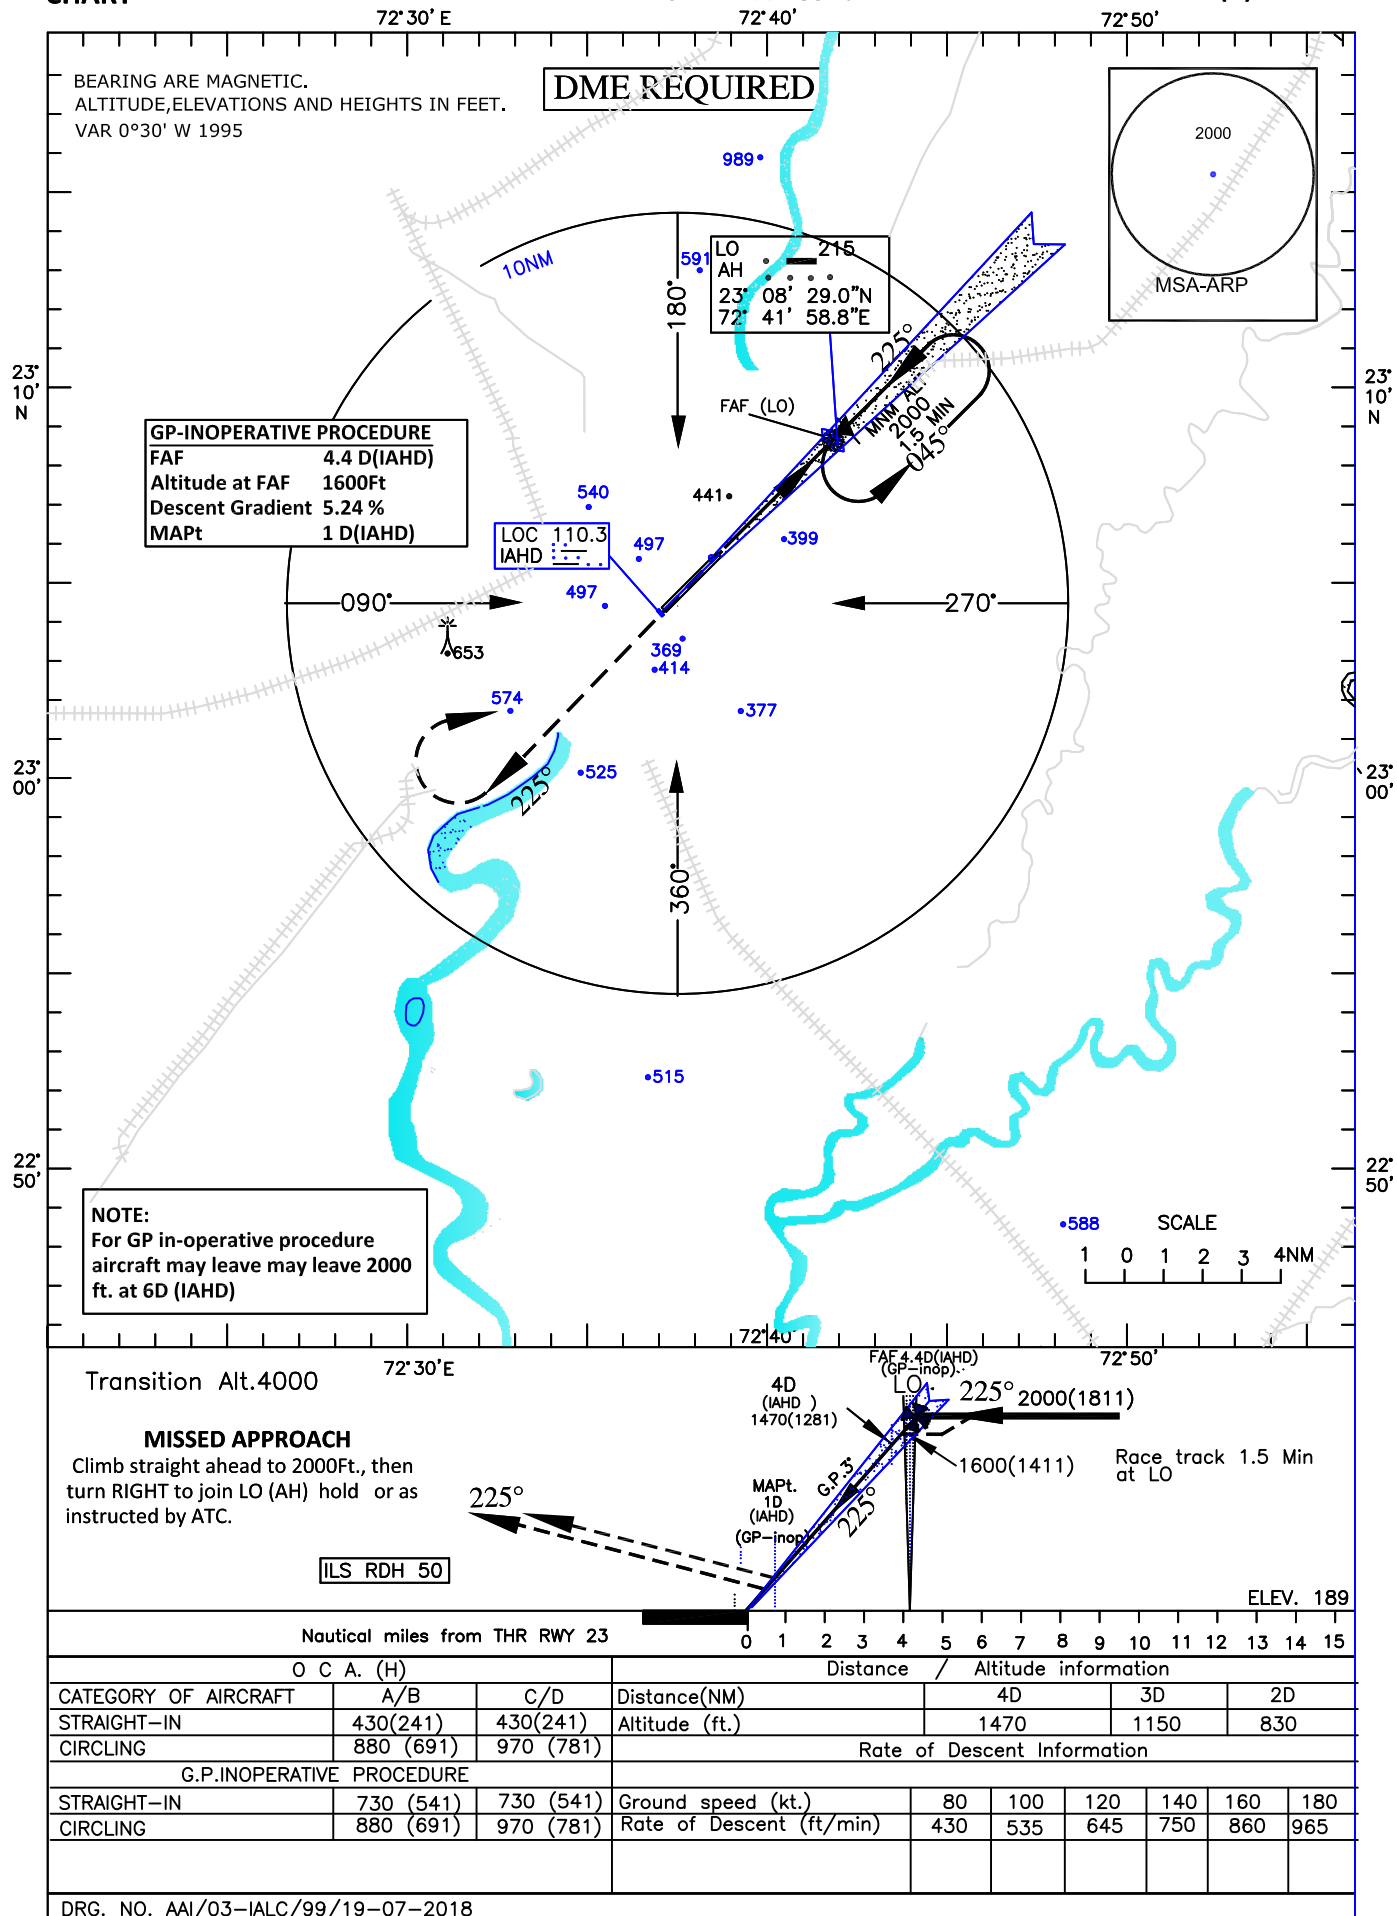 CHART
72°30' E
72°40'
72°50'
BEARING ARE MAGNETIC.
ALTITUDE,ELEVATIONS AND HEIGHTS IN FEET.
VAR 0°30' W 1995
DME REQUIRED
2000
MSA-ARP
989
591
10NM
180°
LO 215
AH
23° 08' 29.0"N
72° 41' 58.8"E
225°
MNM ALT
2000
1.5 MIN
045°
FAF (LO)
23°
10'
N
23°
10'
N
GP-INOPERATIVE PROCEDURE
FAF 4.4 D(IAHD)
Altitude at FAF 1600Ft
Descent Gradient 5.24 %
MAPt 1 D(IAHD)
540
441
399
LOC 110.3
IAHD
497
497
090°
270°
653
369
414
574
377
525
225°
23°
00'
23°
00'
360°
515
22°
50'
22°
50'
NOTE:
For GP in-operative procedure
aircraft may leave may leave 2000
ft. at 6D (IAHD)
588
SCALE
1 0 1 2 3 4NM
72°30'E
72°40'
72°50'
Transition Alt.4000
MISSED APPROACH
Climb straight ahead to 2000Ft., then
turn RIGHT to join LO (AH) hold or as
instructed by ATC.
225°
ILS RDH 50
FAF4.4D(IAHD)
(GP-inop).
LO
4D
(IAHD )
1470(1281)
225°
2000(1811)
1600(1411)
Race track 1.5 Min
at LO
G.P.3°
225°
MAPt.
1D
(IAHD)
(GP-inop)
ELEV. 189
Nautical miles from THR RWY 23
0 1 2 3 4 5 6 7 8 9 10 11 12 13 14 15
O C A. (H)
CATEGORY OF AIRCRAFT A/B C/D
STRAIGHT-IN 430(241) 430(241)
CIRCLING 880 (691) 970 (781)
G.P.INOPERATIVE PROCEDURE
STRAIGHT-IN 730 (541) 730 (541)
CIRCLING 880 (691) 970 (781)
Distance / Altitude information
Distance(NM) 4D 3D 2D
Altitude (ft.) 1470 1150 830
Rate of Descent Information
Ground speed (kt.) 80 100 120 140 160 180
Rate of Descent (ft/min) 430 535 645 750 860 965
DRG. NO. AAI/03-IALC/99/19-07-2018